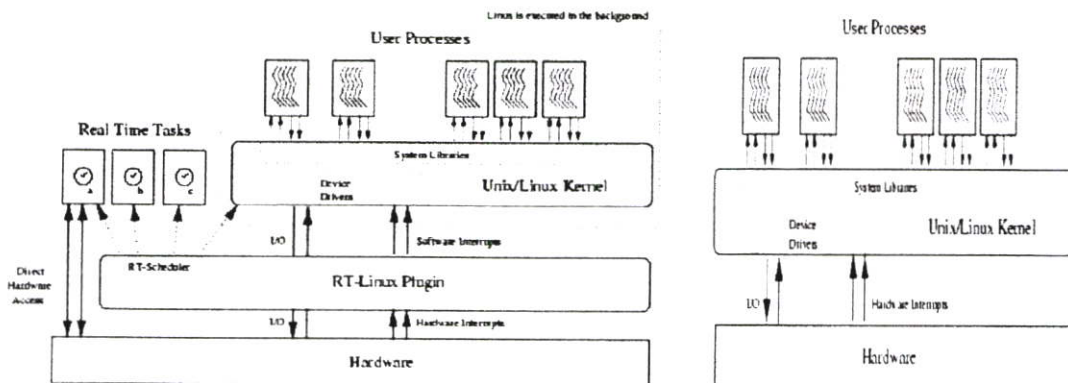 Linux is executed in the background
User Processes
Real Time Tasks
a
b
c
System Libraries
Device
Drivers
Unix/Linux Kernel
I/O
Software Interrupts
RT-Scheduler
RT-Linux Plugin
Direct
Hardware
Access
I/O
Hardware Interrupts
Hardware
User Processes
System Libraries
Device
Drivers
Unix/Linux Kernel
I/O
Hardware Interrupts
Hardware